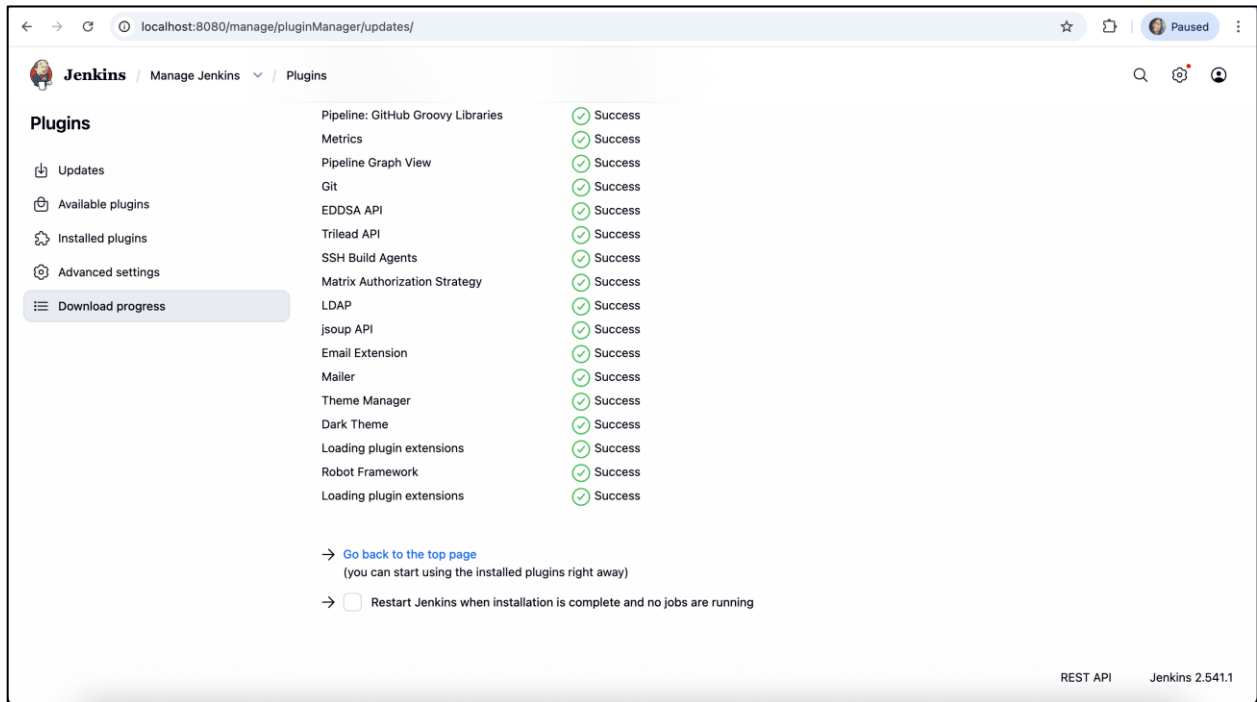 localhost:8080/manage/pluginManager/updates/
Paused
Jenkins / Manage Jenkins / Plugins
Plugins
Updates
Available plugins
Installed plugins
Advanced settings
Download progress
Pipeline: GitHub Groovy Libraries Success
Metrics Success
Pipeline Graph View Success
Git Success
EDDSA API Success
Trilead API Success
SSH Build Agents Success
Matrix Authorization Strategy Success
LDAP Success
jsoup API Success
Email Extension Success
Mailer Success
Theme Manager Success
Dark Theme Success
Loading plugin extensions Success
Robot Framework Success
Loading plugin extensions Success
Go back to the top page
(you can start using the installed plugins right away)
Restart Jenkins when installation is complete and no jobs are running
REST API Jenkins 2.541.1